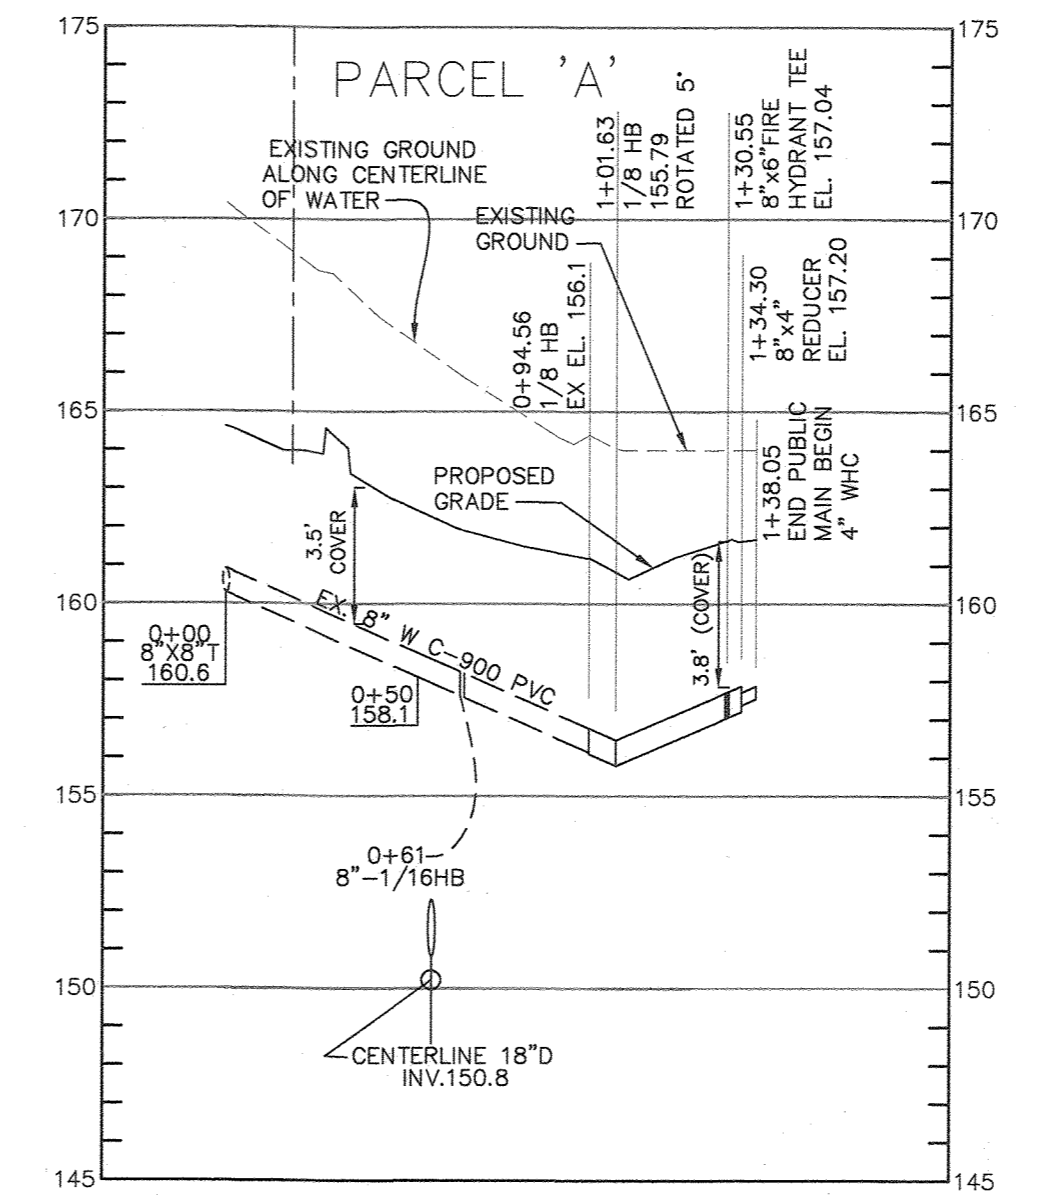 175
175
PARCEL 'A'
EXISTING GROUND
ALONG CENTERLINE
OF WATER
EXISTING
GROUND
1+01.63
1/8 HB
155.79
ROTATED 5°
1+30.55
8"x6"FIRE
HYDRANT TEE
EL. 157.04
170
170
0+94.56
1/8 HB
EX EL. 156.1
1+34.30
8"x4"
REDUCER
EL. 157.20
165
165
PROPOSED
GRADE
1+38.05
END PUBLIC
MAIN BEGIN
4" WHC
3.5'
COVER
3.8' (COVER)
160
160
EX. 8" W C-900 PVC
0+00
8"X8"T
160.6
0+50
158.1
155
155
0+61
8"-1/16HB
150
150
CENTERLINE 18"D
INV.150.8
145
145